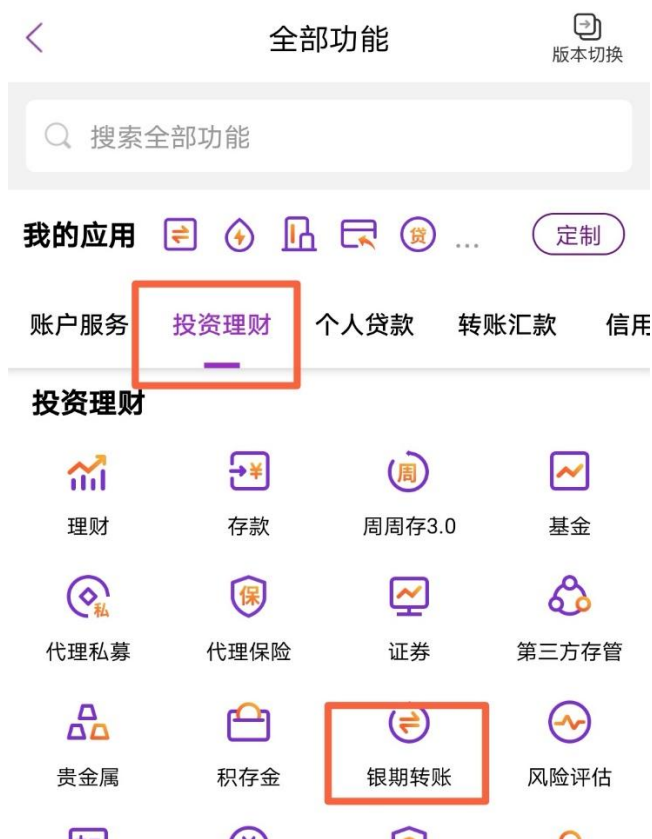 全部功能
版本切换
搜索全部功能
我的应用 贷 ... 定制
账户服务 投资理财 个人贷款 转账汇款 信用
投资理财
¥ 周
理财 存款 周周存3.0 基金
私 保
代理私募 代理保险 证券 第三方存管
贵金属 积存金 银期转账 风险评估